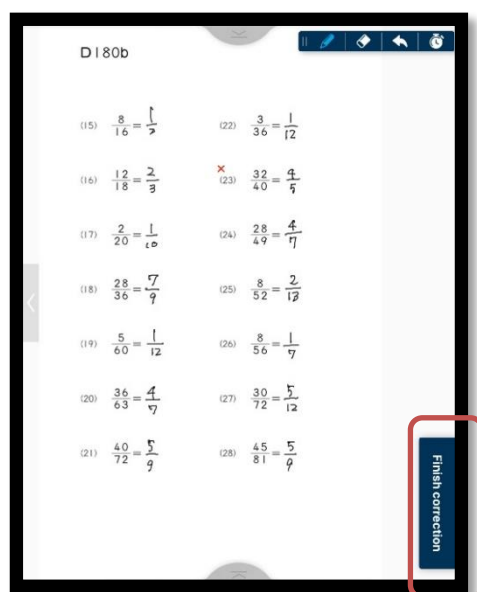 D180b
(15) 8/16 = 1/2 (22) 3/36 = 1/12
× (23) 32/40 = 4/5
(16) 12/18 = 2/3
(17) 2/20 = 1/10 (24) 28/49 = 4/7
(18) 28/36 = 7/9 (25) 8/52 = 2/13
(19) 5/60 = 1/12 (26) 8/56 = 1/7
(20) 36/63 = 4/7 (27) 30/72 = 5/12
(21) 40/72 = 5/9 (28) 45/81 = 5/9
Finish correction